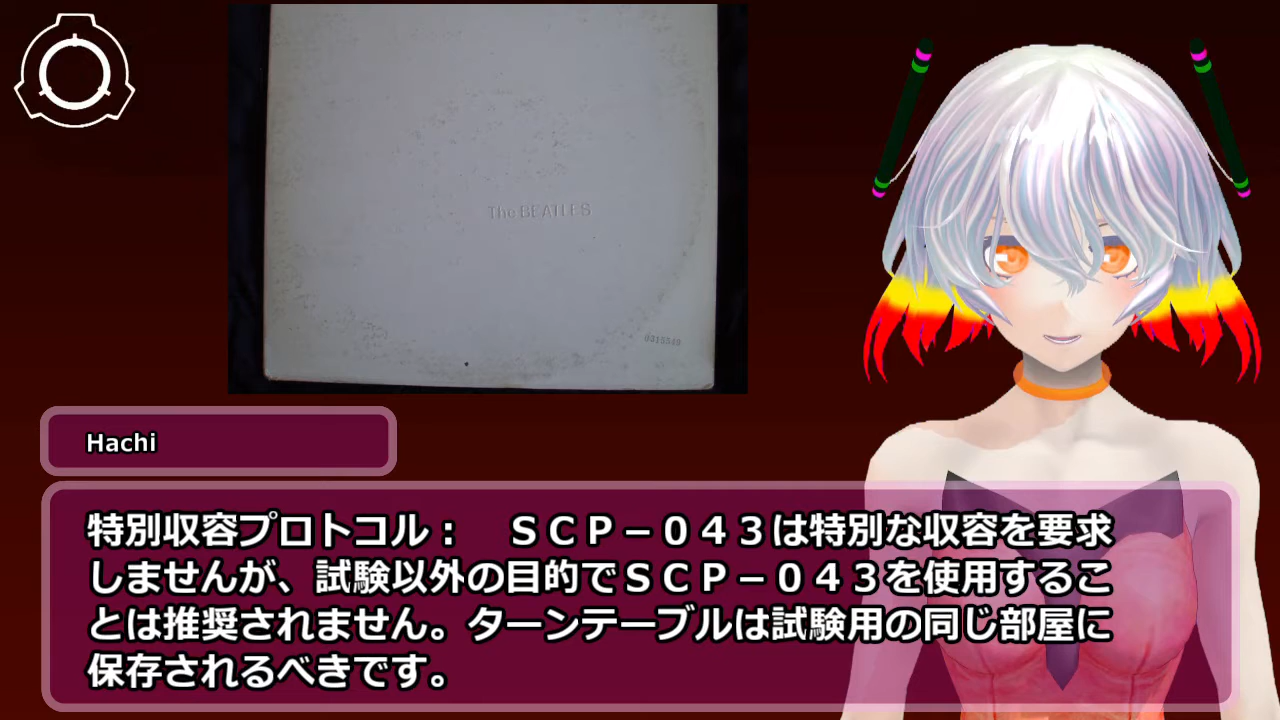 The BEATLES
Hachi
特別収容プロトコル：　ＳＣＰ－０４３は特別な収容を要求
しませんが、試験以外の目的でＳＣＰ－０４３を使用するこ
とは推奨されません。ターンテーブルは試験用の同じ部屋に
保存されるべきです。